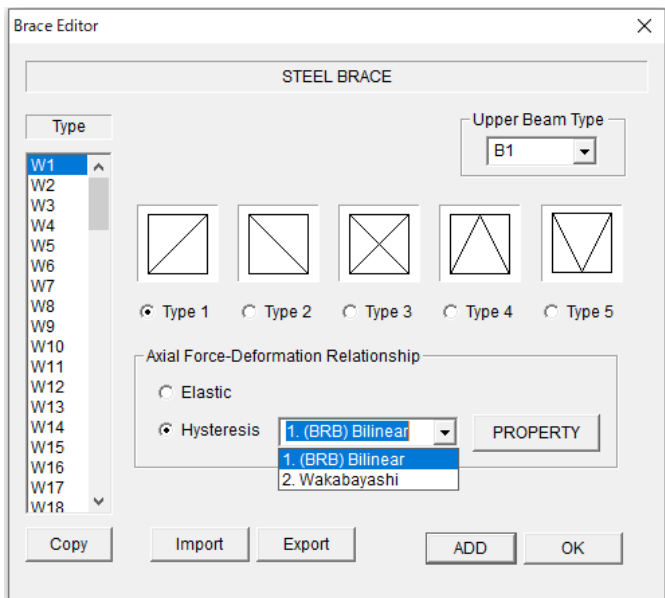 Brace Editor
STEEL BRACE
Type
Upper Beam Type
B1
W1
W2
W3
W4
W5
W6
W7
W8
W9
W10
W11
W12
W13
W14
W15
W16
W17
W18
Type 1 Type 2 Type 3 Type 4 Type 5
Axial Force-Deformation Relationship
Elastic
Hysteresis 1. (BRB) Bilinear PROPERTY
1. (BRB) Bilinear
2. Wakabayashi
Copy Import Export ADD OK